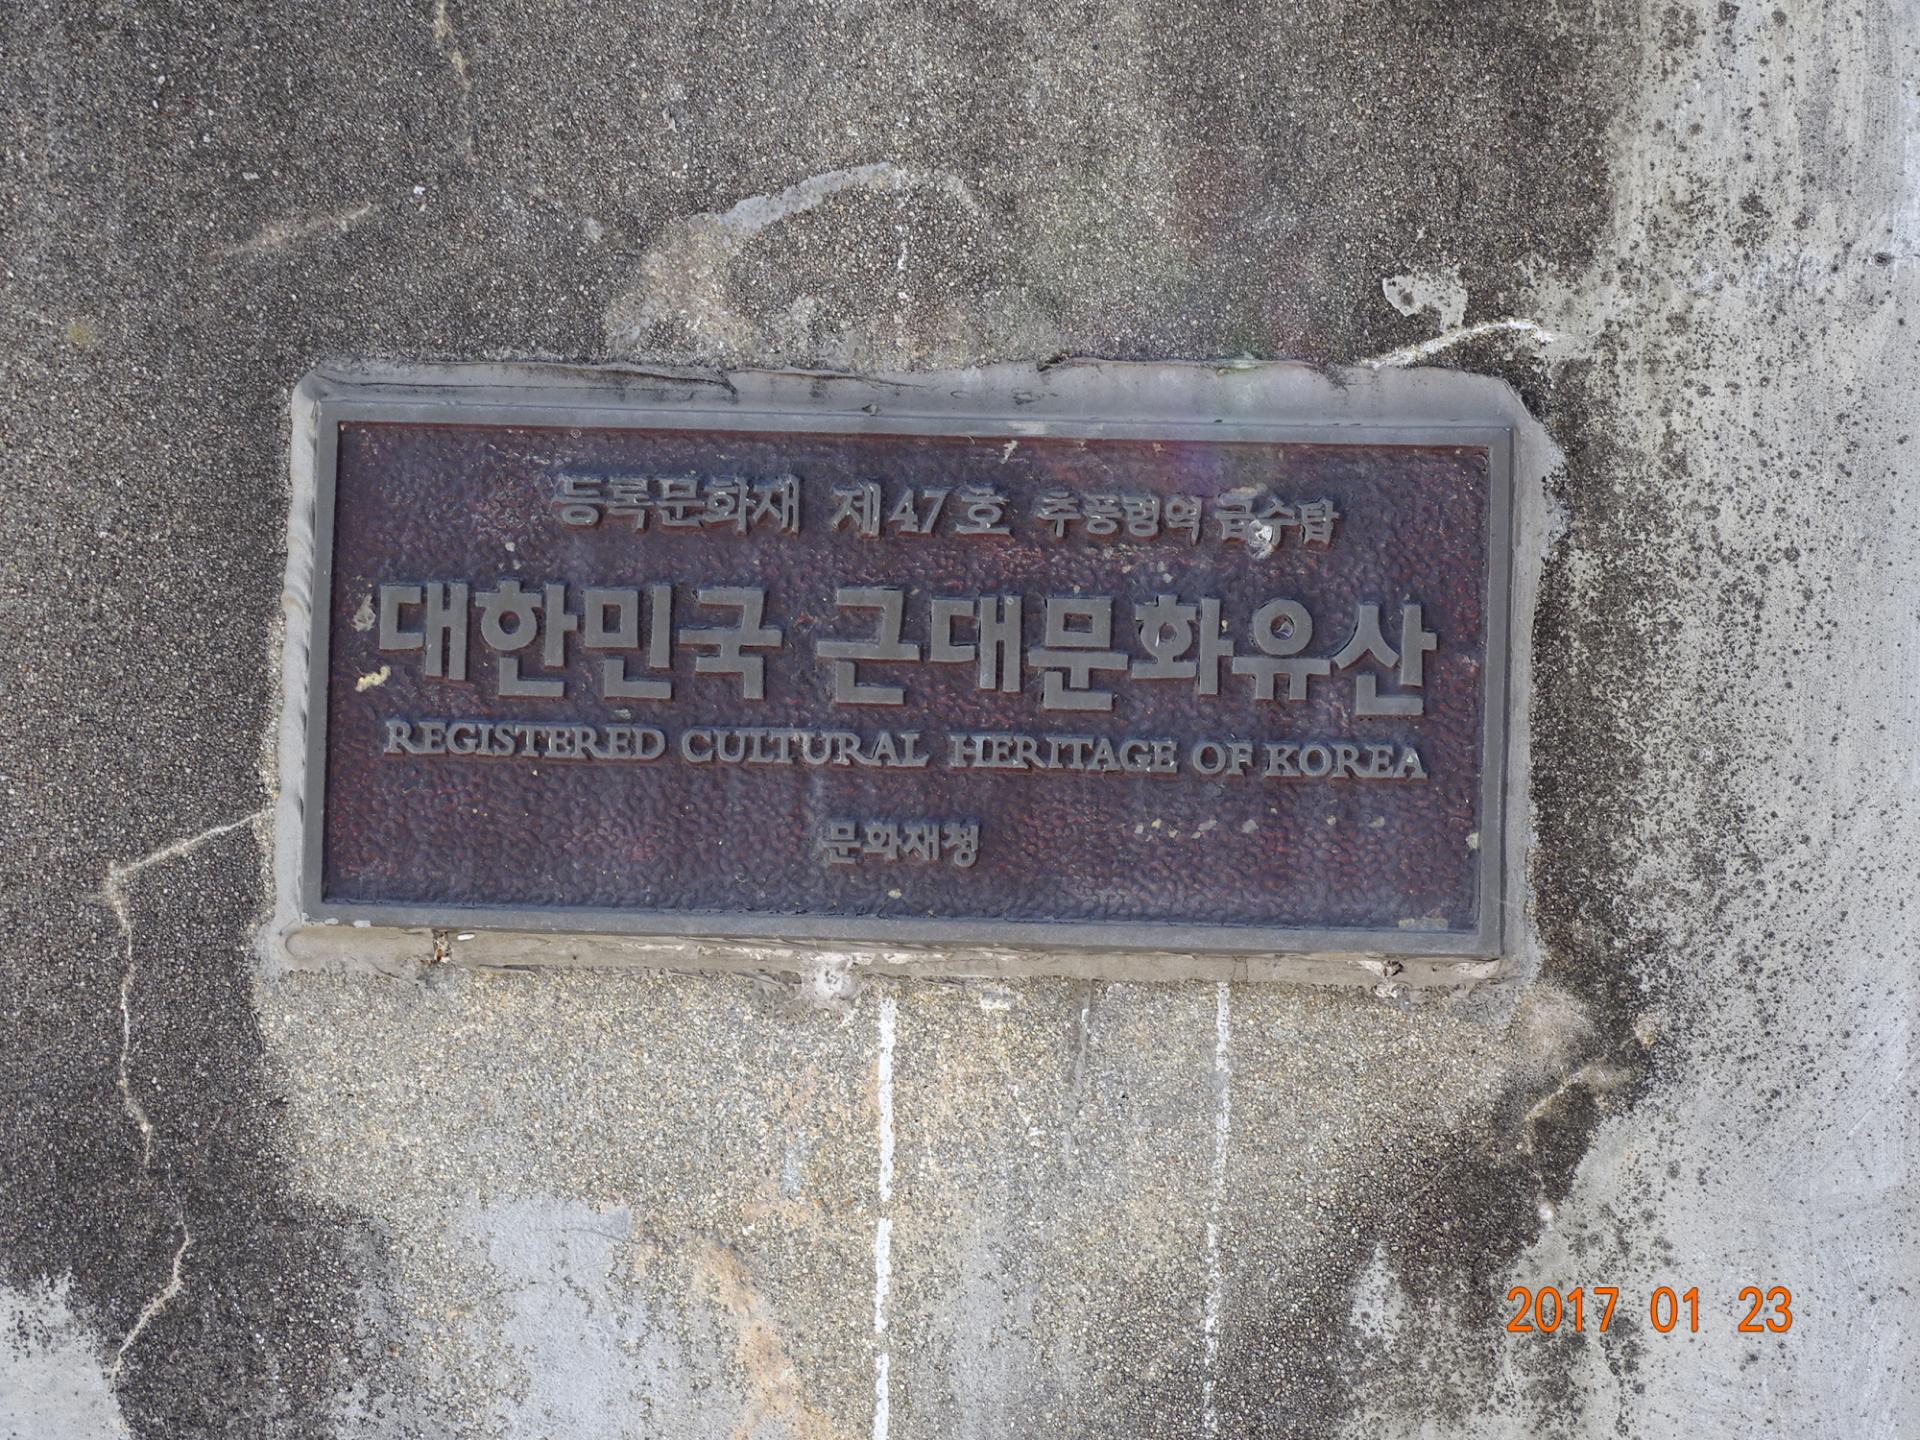 등록문화재 제47호 추풍령역 급수탑
대한민국 근대문화유산
REGISTERED CULTURAL HERITAGE OF KOREA
문화재청
2017 01 23